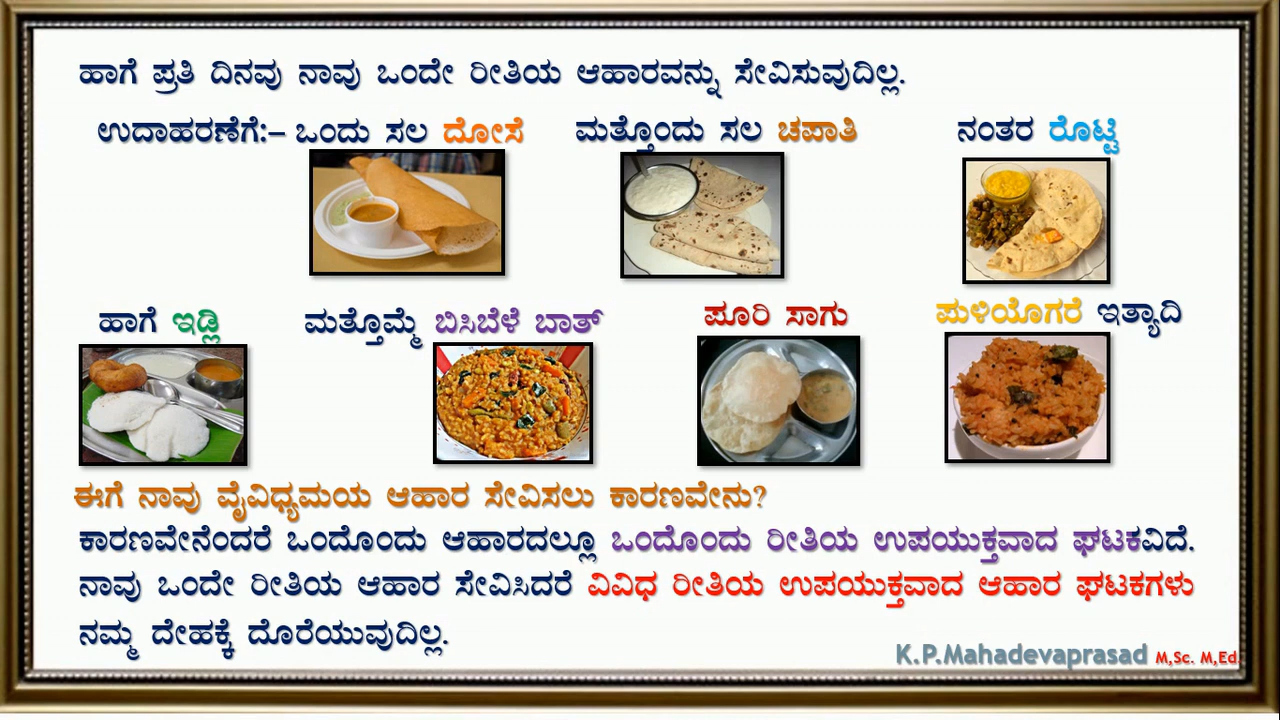 ಹಾಗೆ ಪ್ರತಿ ದಿನವು ನಾವು ಒಂದೇ ರೀತಿಯ ಆಹಾರವನ್ನು ಸೇವಿಸುವುದಿಲ್ಲ.
ಉದಾಹರಣೆಗೆ:– ಒಂದು ಸಲ ದೋಸೆ ಮತ್ತೊಂದು ಸಲ ಚಪಾತಿ ನಂತರ ರೊಟ್ಟಿ
ಹಾಗೆ ಇಡ್ಲಿ ಮತ್ತೊಮ್ಮೆ ಬಿಸಿಬೆಳೆ ಬಾತ್ ಪೂರಿ ಸಾಗು ಪುಳಿಯೊಗರೆ ಇತ್ಯಾದಿ
ಈಗೆ ನಾವು ವೈವಿಧ್ಯಮಯ ಆಹಾರ ಸೇವಿಸಲು ಕಾರಣವೇನು?
ಕಾರಣವೇನೆಂದರೆ ಒಂದೊಂದು ಆಹಾರದಲ್ಲೂ ಒಂದೊಂದು ರೀತಿಯ ಉಪಯುಕ್ತವಾದ ಘಟಕವಿದೆ.
ನಾವು ಒಂದೇ ರೀತಿಯ ಆಹಾರ ಸೇವಿಸಿದರೆ ವಿವಿಧ ರೀತಿಯ ಉಪಯುಕ್ತವಾದ ಆಹಾರ ಘಟಕಗಳು
ನಮ್ಮ ದೇಹಕ್ಕೆ ದೊರೆಯುವುದಿಲ್ಲ.
K.P.Mahadevaprasad M,Sc. M,Ed.